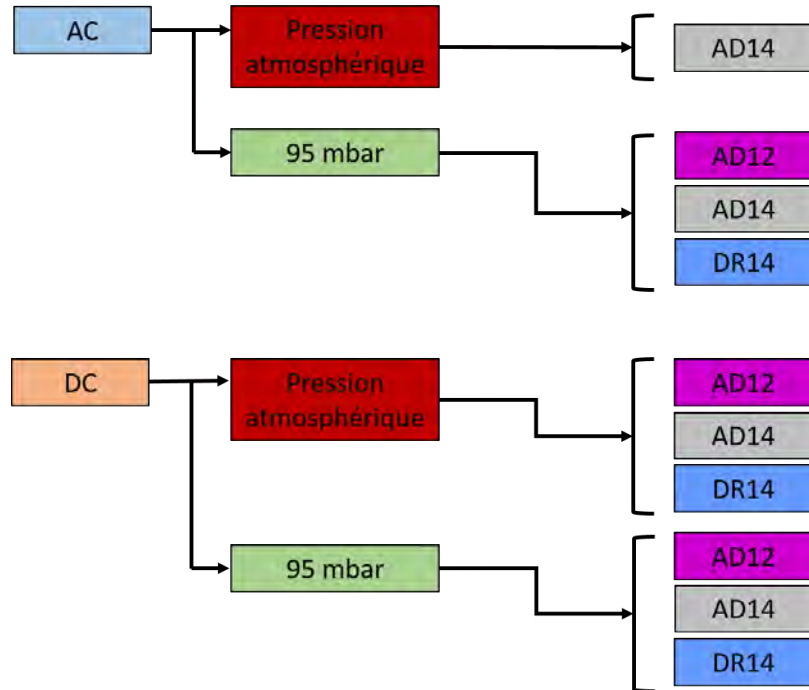 AC
Pression
atmosphérique
AD14
95 mbar
AD12
AD14
DR14
DC
Pression
atmosphérique
AD12
AD14
DR14
95 mbar
AD12
AD14
DR14